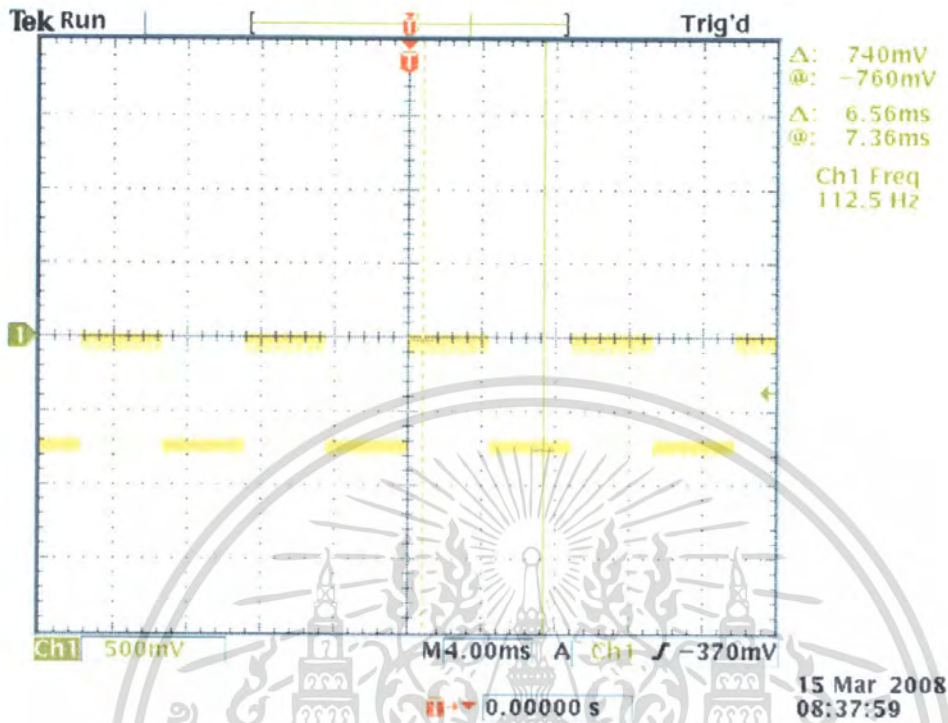 Tek Run Trig'd
T
T
Δ: 740mV
@: -760mV
Δ: 6.56ms
@: 7.36ms
Ch1 Freq
112.5 Hz
1
Ch1 500mV M4.00ms A Ch1 -370mV
0.00000 s
15 Mar 2008
08:37:59